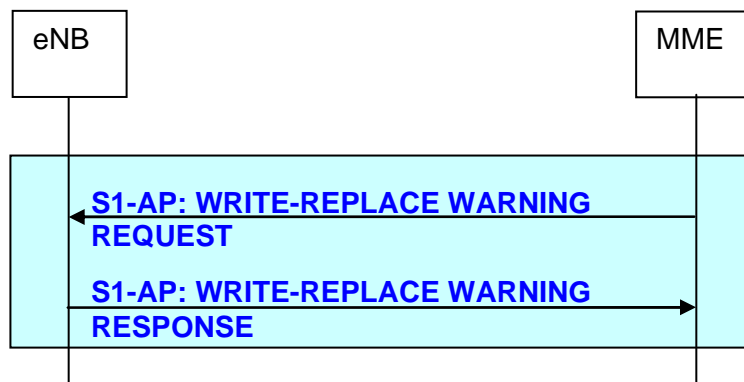 eNB
MME
S1-AP: WRITE-REPLACE WARNING
REQUEST
S1-AP: WRITE-REPLACE WARNING
RESPONSE